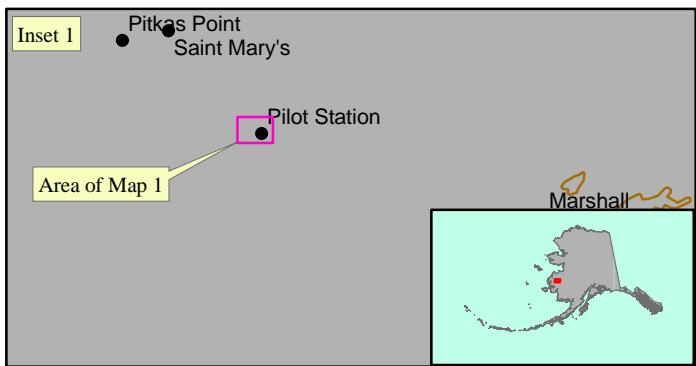 Inset 1
Pitkas Point
Saint Mary's
Pilot Station
Area of Map 1
Marshall